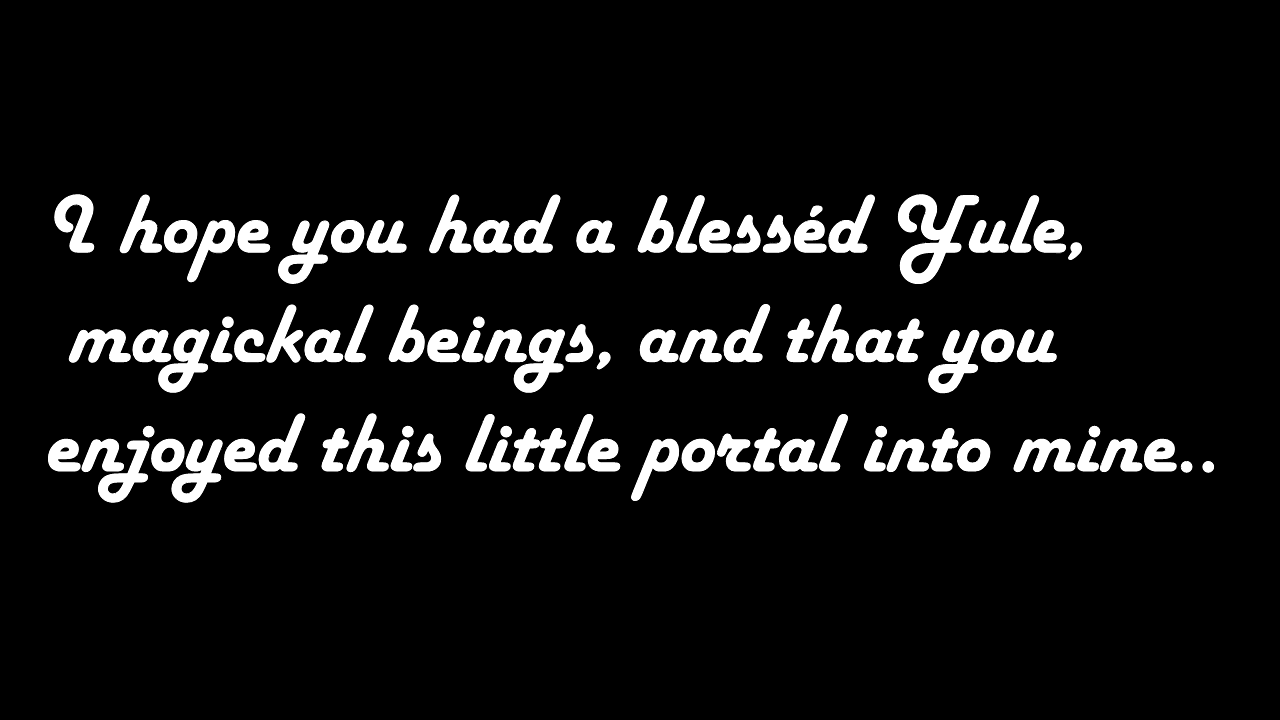 I hope you had a blesséd Yule,
magickal beings, and that you
enjoyed this little portal into mine..